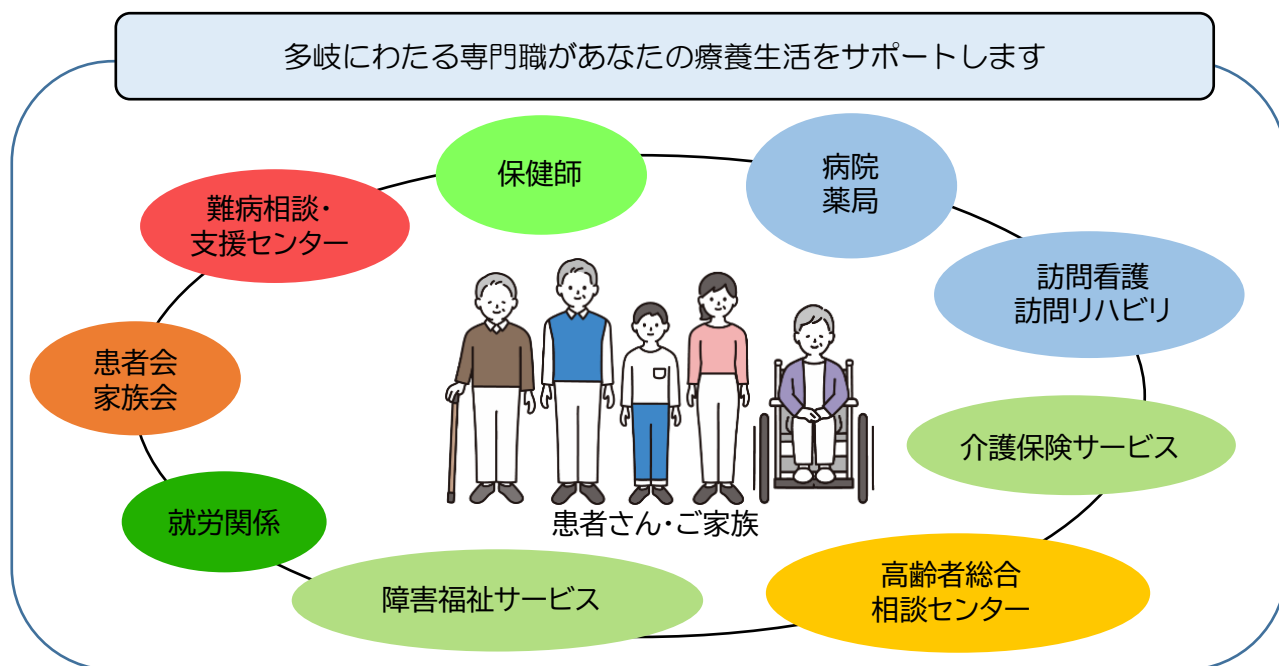 多岐にわたる専門職があなたの療養生活をサポートします
保健師
病院
薬局
難病相談・
支援センター
訪問看護
訪問リハビリ
患者会
家族会
介護保険サービス
就労関係
患者さん・ご家族
高齢者総合
相談センター
障害福祉サービス